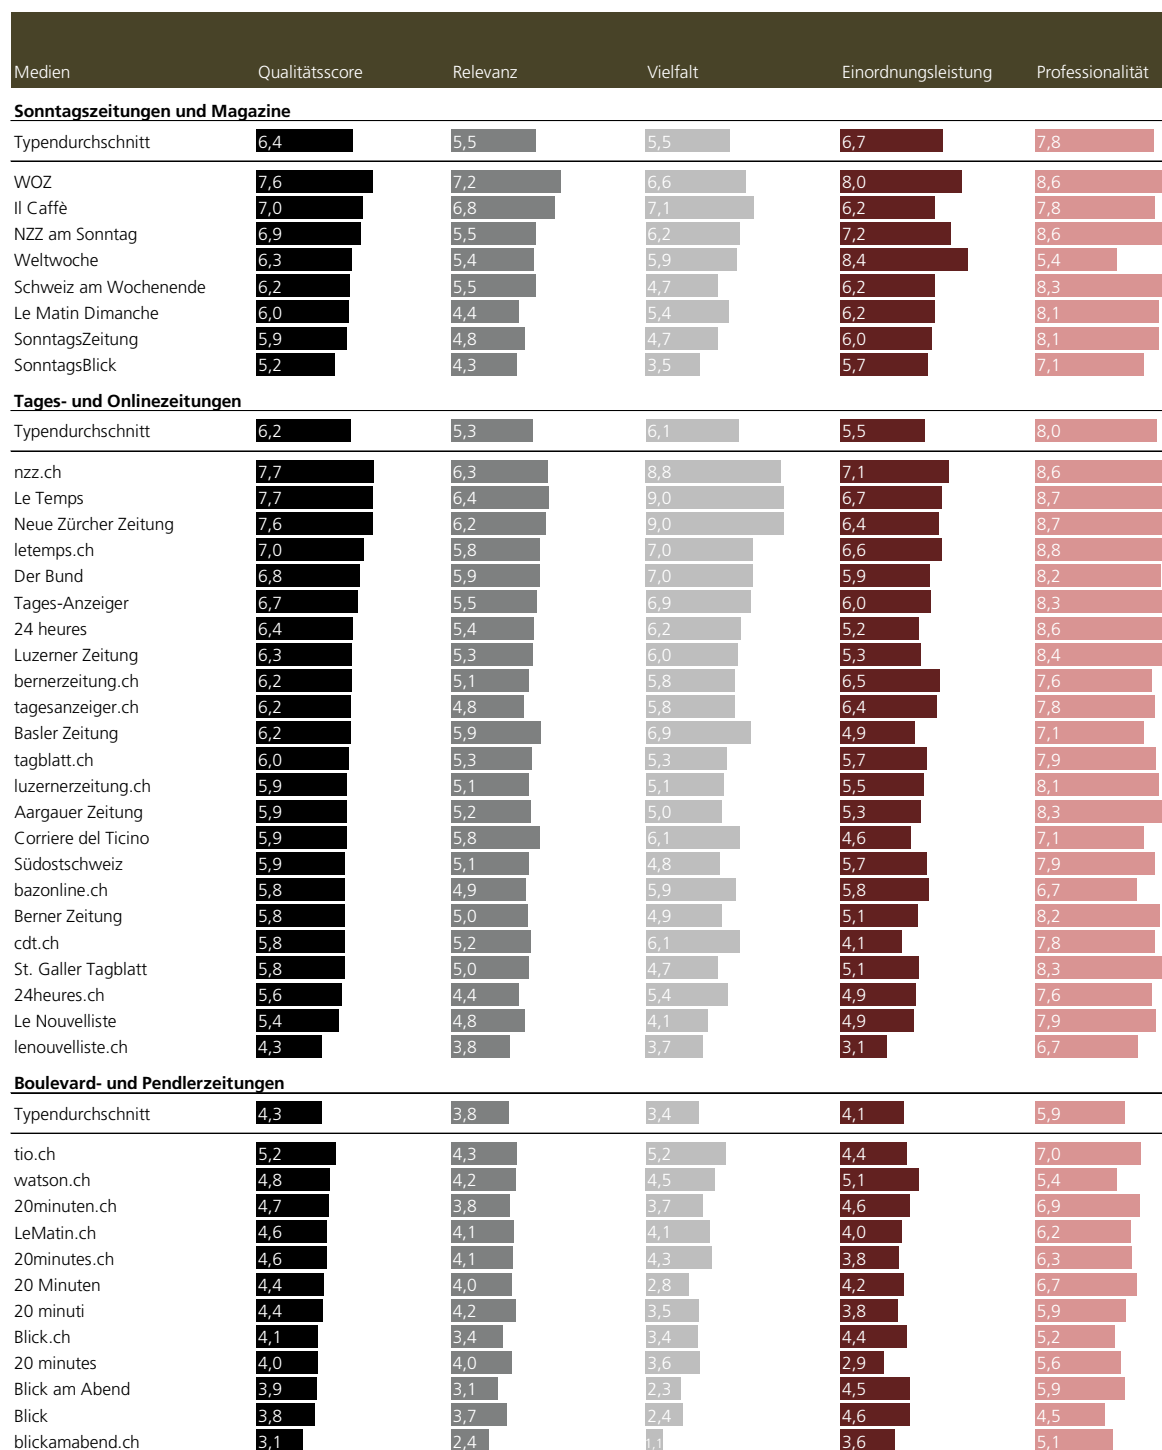 Medien Qualitätsscore Relevanz Vielfalt Einordnungsleistung Professionalität
Sonntagszeitungen und Magazine
Typendurchschnitt 6,4 5,5 5,5 6,7 7,8
WOZ 7,6 7,2 6,6 8,0 8,6
Il Caffè 7,0 6,8 7,1 6,2 7,8
NZZ am Sonntag 6,9 5,5 6,2 7,2 8,6
Weltwoche 6,3 5,4 5,9 8,4 5,4
Schweiz am Wochenende 6,2 5,5 4,7 6,2 8,3
Le Matin Dimanche 6,0 4,4 5,4 6,2 8,1
SonntagsZeitung 5,9 4,8 4,7 6,0 8,1
SonntagsBlick 5,2 4,3 3,5 5,7 7,1
Tages- und Onlinezeitungen
Typendurchschnitt 6,2 5,3 6,1 5,5 8,0
nzz.ch 7,7 6,3 8,8 7,1 8,6
Le Temps 7,7 6,4 9,0 6,7 8,7
Neue Zürcher Zeitung 7,6 6,2 9,0 6,4 8,7
letemps.ch 7,0 5,8 7,0 6,6 8,8
Der Bund 6,8 5,9 7,0 5,9 8,2
Tages-Anzeiger 6,7 5,5 6,9 6,0 8,3
24 heures 6,4 5,4 6,2 5,2 8,6
Luzerner Zeitung 6,3 5,3 6,0 5,3 8,4
bernerzeitung.ch 6,2 5,1 5,8 6,5 7,6
tagesanzeiger.ch 6,2 4,8 5,8 6,4 7,8
Basler Zeitung 6,2 5,9 6,9 4,9 7,1
tagblatt.ch 6,0 5,3 5,3 5,7 7,9
luzernerzeitung.ch 5,9 5,1 5,1 5,5 8,1
Aargauer Zeitung 5,9 5,2 5,0 5,3 8,3
Corriere del Ticino 5,9 5,8 6,1 4,6 7,1
Südostschweiz 5,9 5,1 4,8 5,7 7,9
bazonline.ch 5,8 4,9 5,9 5,8 6,7
Berner Zeitung 5,8 5,0 4,9 5,1 8,2
cdt.ch 5,8 5,2 6,1 4,1 7,8
St. Galler Tagblatt 5,8 5,0 4,7 5,1 8,3
24heures.ch 5,6 4,4 5,4 4,9 7,6
Le Nouvelliste 5,4 4,8 4,1 4,9 7,9
lenouvelliste.ch 4,3 3,8 3,7 3,1 6,7
Boulevard- und Pendlerzeitungen
Typendurchschnitt 4,3 3,8 3,4 4,1 5,9
tio.ch 5,2 4,3 5,2 4,4 7,0
watson.ch 4,8 4,2 4,5 5,1 5,4
20minuten.ch 4,7 3,8 3,7 4,6 6,9
LeMatin.ch 4,6 4,1 4,1 4,0 6,2
20minutes.ch 4,6 4,1 4,3 3,8 6,3
20 Minuten 4,4 4,0 2,8 4,2 6,7
20 minuti 4,4 4,2 3,5 3,8 5,9
Blick.ch 4,1 3,4 3,4 4,4 5,2
20 minutes 4,0 4,0 3,6 2,9 5,6
Blick am Abend 3,9 3,1 2,3 4,5 5,9
Blick 3,8 3,7 2,4 4,6 4,5
blickamabend.ch 3,1 2,4 1,1 3,6 5,1